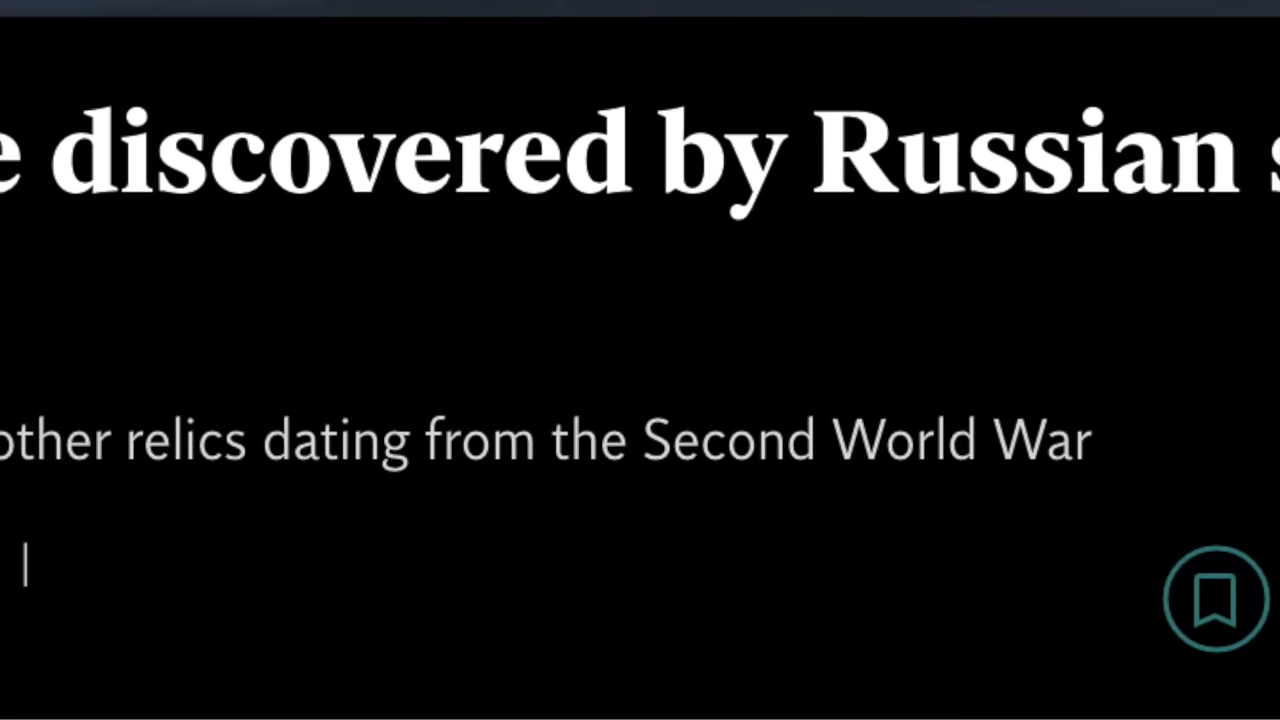 discovered by Russian
other relics dating from the Second World War